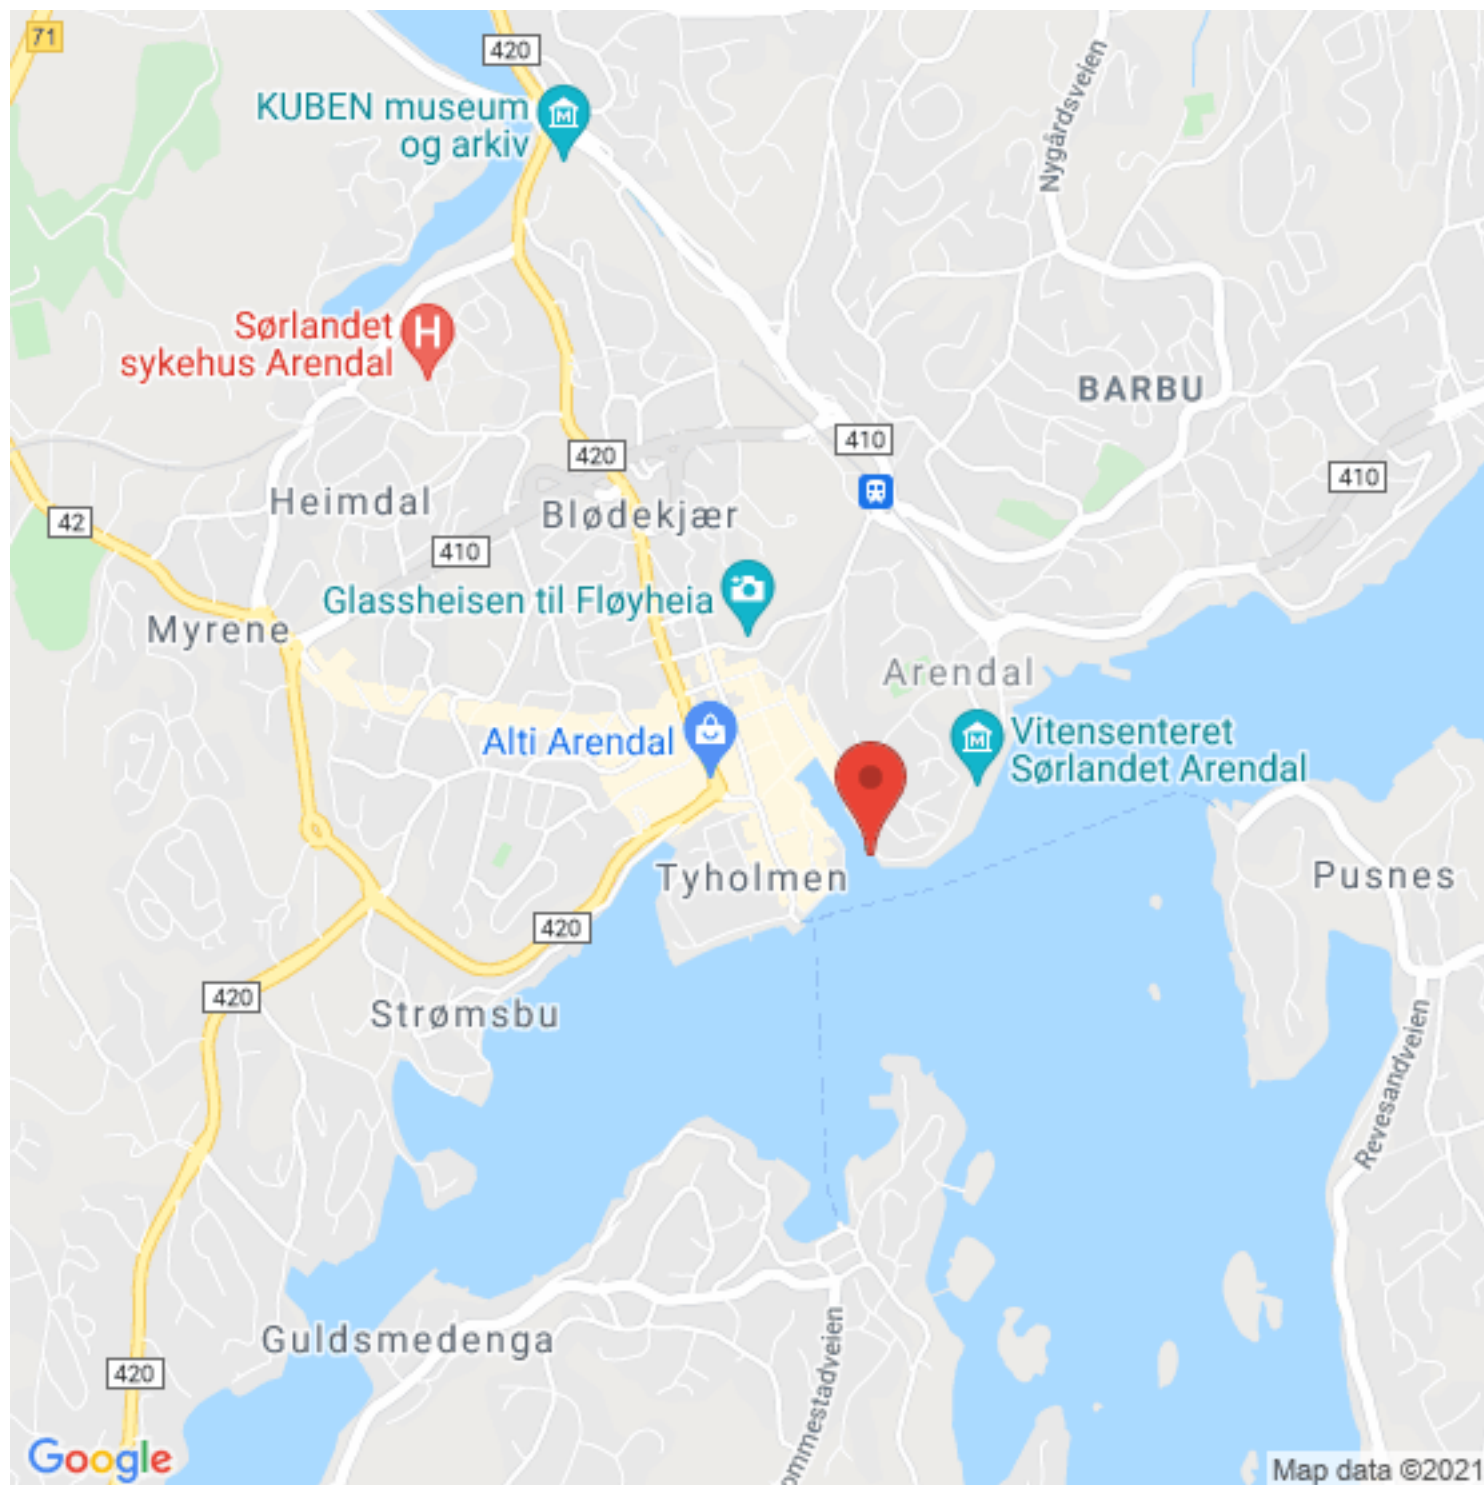 71
420
KUBEN museum
og arkiv
Nygårdsveien
Sørlandet
sykehus Arendal
H
BARBU
410
420
410
Heimdal
42
Blødekjær
410
Glassheisen til Fløyheia
Myrene
Arendal
Alti Arendal
Vitensenteret
Sørlandet Arendal
M
M
Tyholmen
Pusnes
420
420
Strømsbu
Revesandveien
Guldsmedenga
420
Google
Map data ©2021